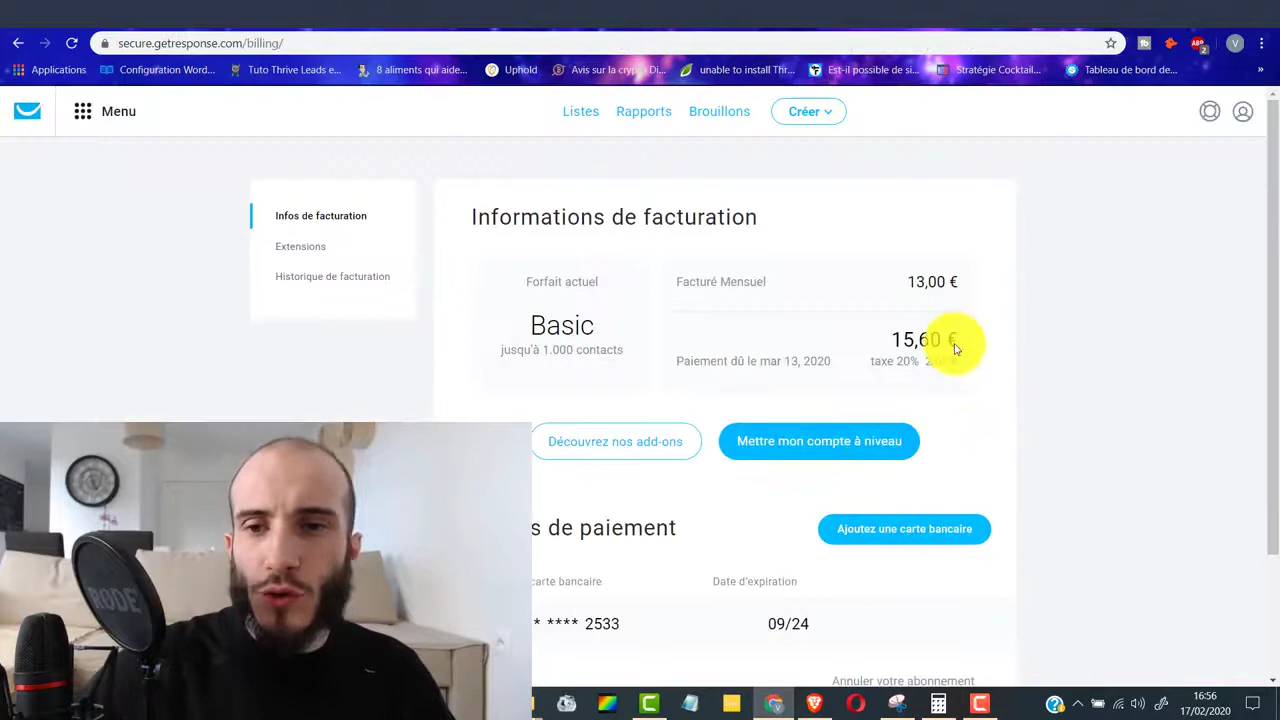 secure.getresponse.com/billing/
Applications
Configuration Word...
Tuto Thrive Leads e...
8 aliments qui aide...
Uphold
Avis sur la crypto Di...
unable to install Thr...
Est-il possible de si...
Stratégie Cocktail...
Tableau de bord de...
»
Menu
Listes
Rapports
Brouillons
Créer
Infos de facturation
Extensions
Historique de facturation
Informations de facturation
Forfait actuel
Basic
jusqu'à 1.000 contacts
Facturé Mensuel
13,00 €
15,60 €
Paiement dû le mar 13, 2020
taxe 20%
Découvrez nos add-ons
Mettre mon compte à niveau
s de paiement
Ajoutez une carte bancaire
carte bancaire
Date d'expiration
* **** 2533
09/24
Annuler votre abonnement
RODE
16:56
17/02/2020